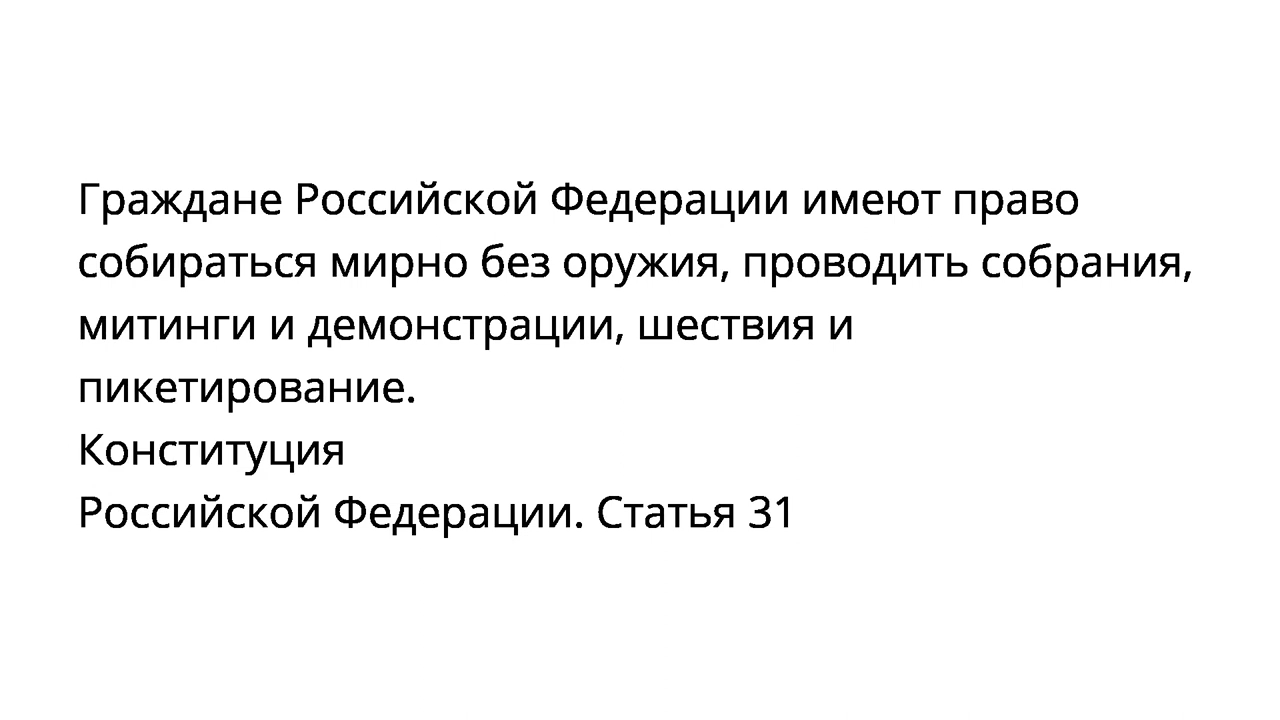 Граждане Российской Федерации имеют право
собираться мирно без оружия, проводить собрания,
митинги и демонстрации, шествия и
пикетирование.
Конституция
Российской Федерации. Статья 31